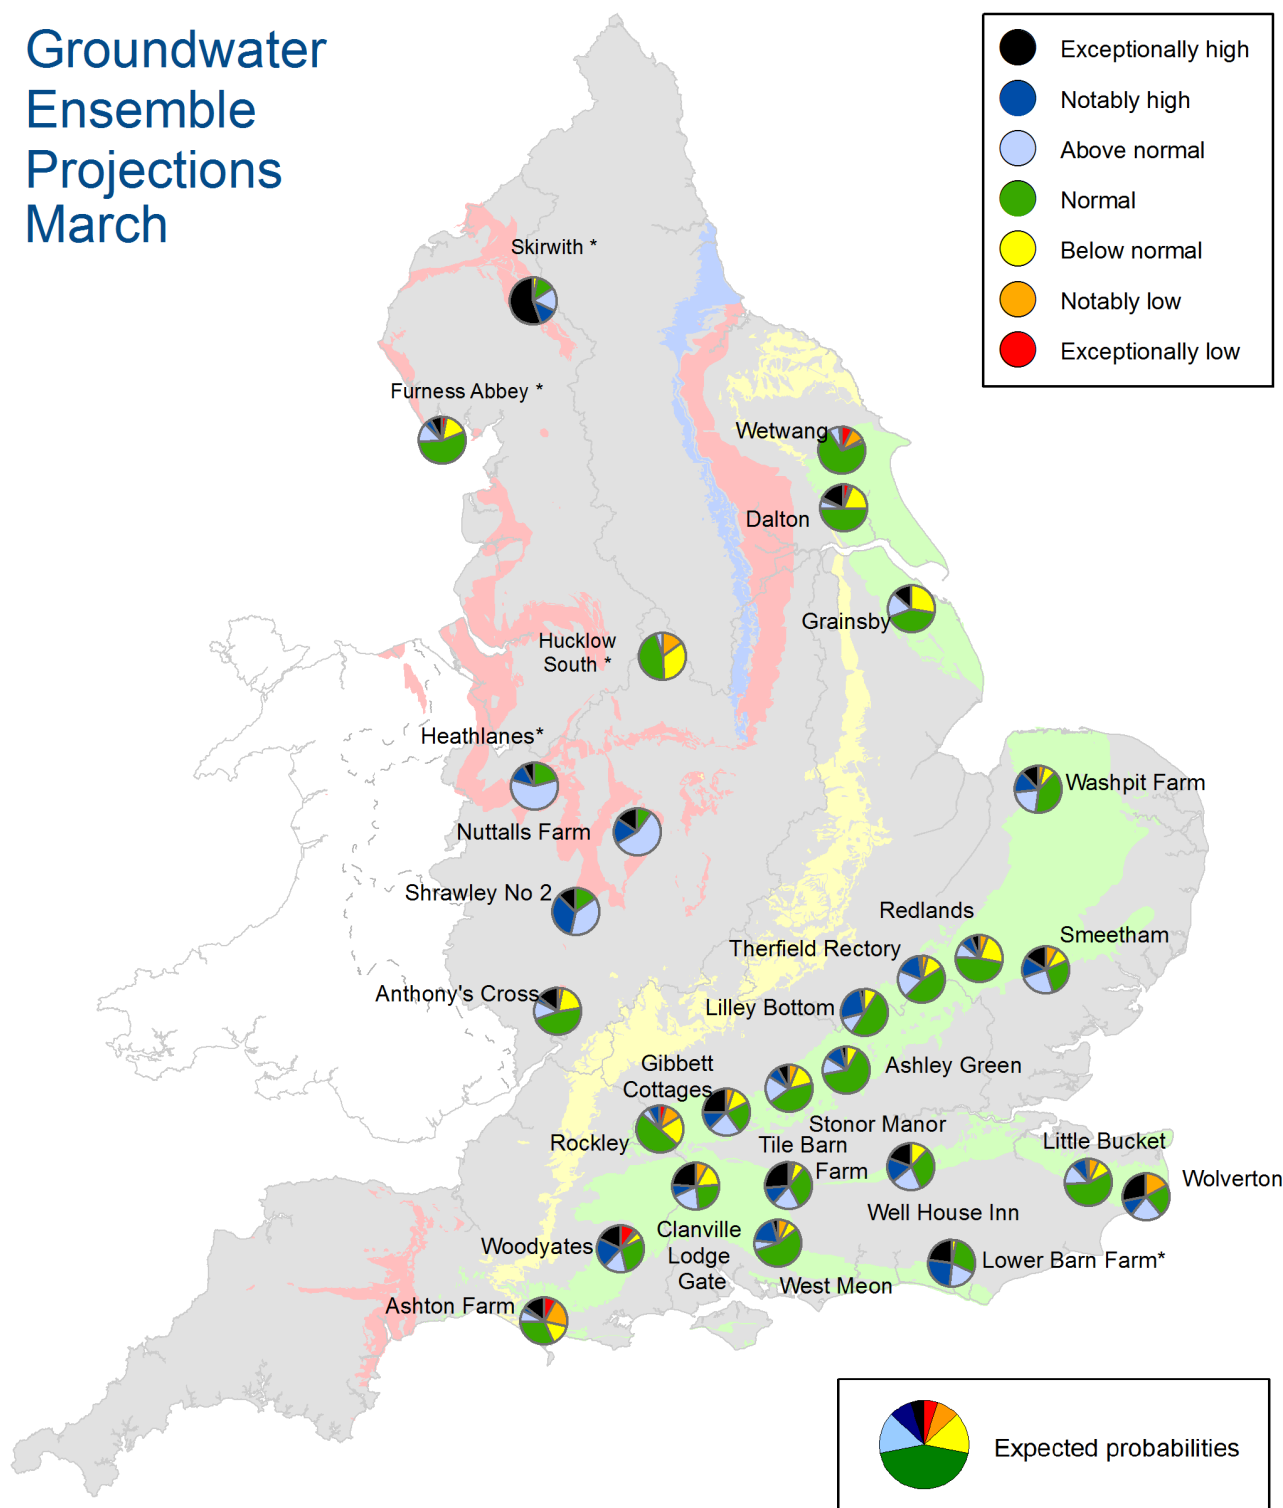 Groundwater
Ensemble
Projections
March
Exceptionally high
Notably high
Above normal
Normal
Below normal
Notably low
Exceptionally low
Skirwith *
Furness Abbey *
Wetwang
Dalton
Grainsby
Hucklow
South *
Heathlanes*
Washpit Farm
Nuttalls Farm
Shrawley No 2
Redlands
Smeetham
Therfield Rectory
Anthony's Cross
Lilley Bottom
Gibbett
Cottages
Ashley Green
Stonor Manor
Rockley
Tile Barn
Farm
Little Bucket
Wolverton
Well House Inn
Clanville
Lodge
Gate
Woodyates
Lower Barn Farm*
West Meon
Ashton Farm
Expected probabilities